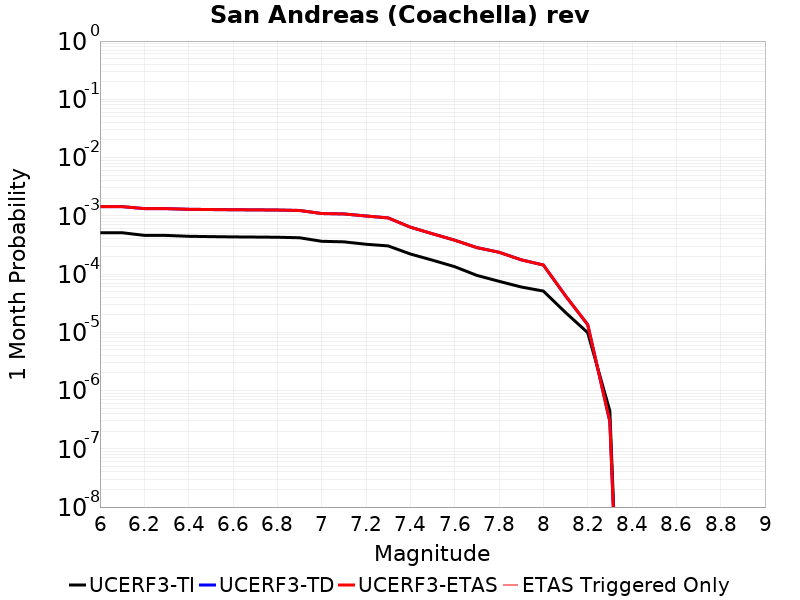 San Andreas (Coachella) rev
10^0
10^-1
10^-2
10^-3
10^-4
10^-5
10^-6
10^-7
10^-8
1 Month Probability
6 6.2 6.4 6.6 6.8 7 7.2 7.4 7.6 7.8 8 8.2 8.4 8.6 8.8 9
Magnitude
UCERF3-TI UCERF3-TD UCERF3-ETAS ETAS Triggered Only